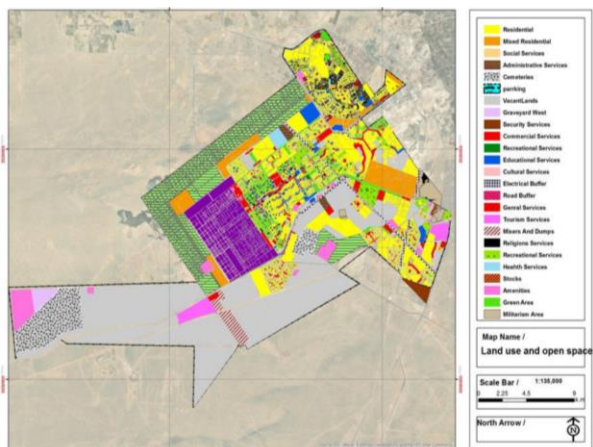 Residential
Mixed Residential
Social Services
Administrative Services
Cemeteries
parrking
VacantLands
Graveyard West
Security Services
Commercial Services
Recreational Services
Educational Services
Cultural Services
Electrical Buffer
Road Buffer
Genral Services
Tourism Services
Misers And Dumps
Religions Services
Recreational Services
Health Services
Stocks
Amenities
Green Area
Militerism Area
Map Name /
Land use and open space
Scale Bar / 1:135,000
0 2.25 4.5 9
North Arrow /